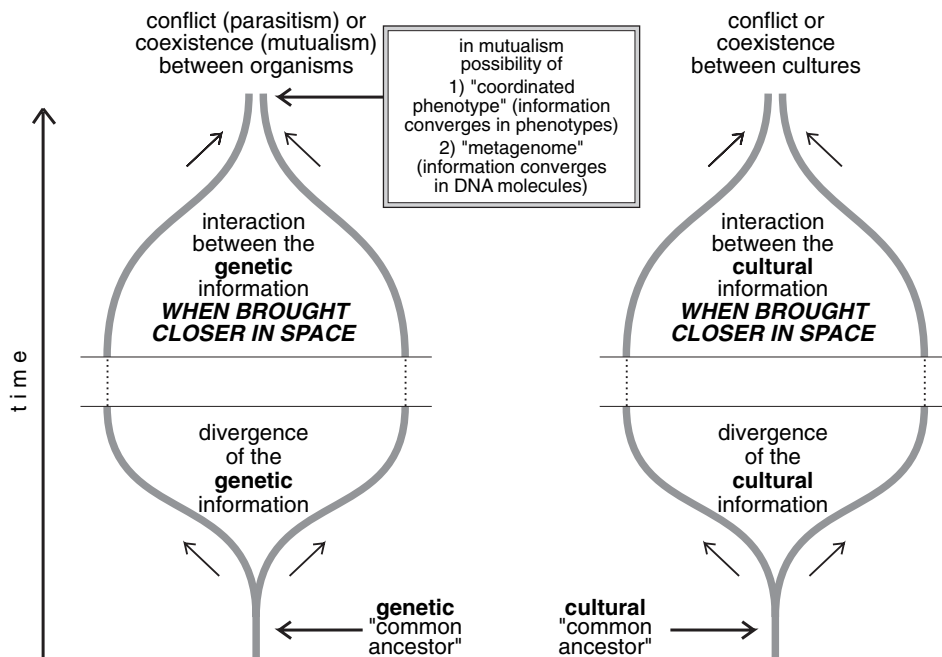 conflict (parasitism) or
coexistence (mutualism)
between organisms
in mutualism
possibility of
1) "coordinated
phenotype" (information
converges in phenotypes)
2) "metagenome"
(information converges
in DNA molecules)
conflict or
coexistence
between cultures
interaction
between the
genetic
information
WHEN BROUGHT
CLOSER IN SPACE
interaction
between the
cultural
information
WHEN BROUGHT
CLOSER IN SPACE
time
divergence
of the
genetic
information
divergence
of the
cultural
information
genetic
"common
ancestor"
cultural
"common
ancestor"